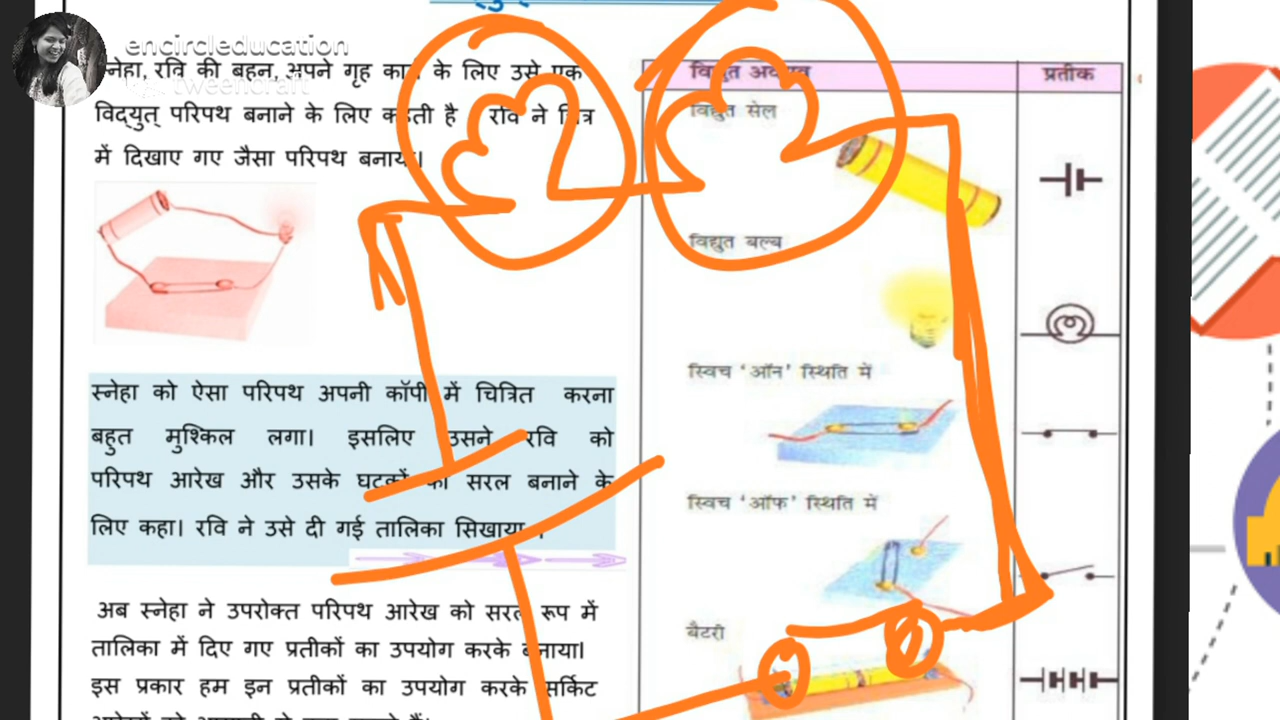 encircleducation
tweencraft
स्नेहा, रवि की बहन, अपने गृह कार्य के लिए उसे एक
विद्युत् परिपथ बनाने के लिए कहती है रवि ने चित्र
में दिखाए गए जैसा परिपथ बनाया।
स्नेहा को ऐसा परिपथ अपनी कॉपी में चित्रित करना
बहुत मुश्किल लगा। इसलिए उसने रवि को
परिपथ आरेख और उसके घटकों को सरल बनाने के
लिए कहा। रवि ने उसे दी गई तालिका सिखाया
अब स्नेहा ने उपरोक्त परिपथ आरेख को सरल रूप में
तालिका में दिए गए प्रतीकों का उपयोग करके बनाया।
इस प्रकार हम इन प्रतीकों का उपयोग करके सर्किट
विद्युत अवयव
प्रतीक
विद्युत सेल
विद्युत बल्ब
स्विच ‘ऑन’ स्थिति में
स्विच ‘ऑफ’ स्थिति में
बैटरी